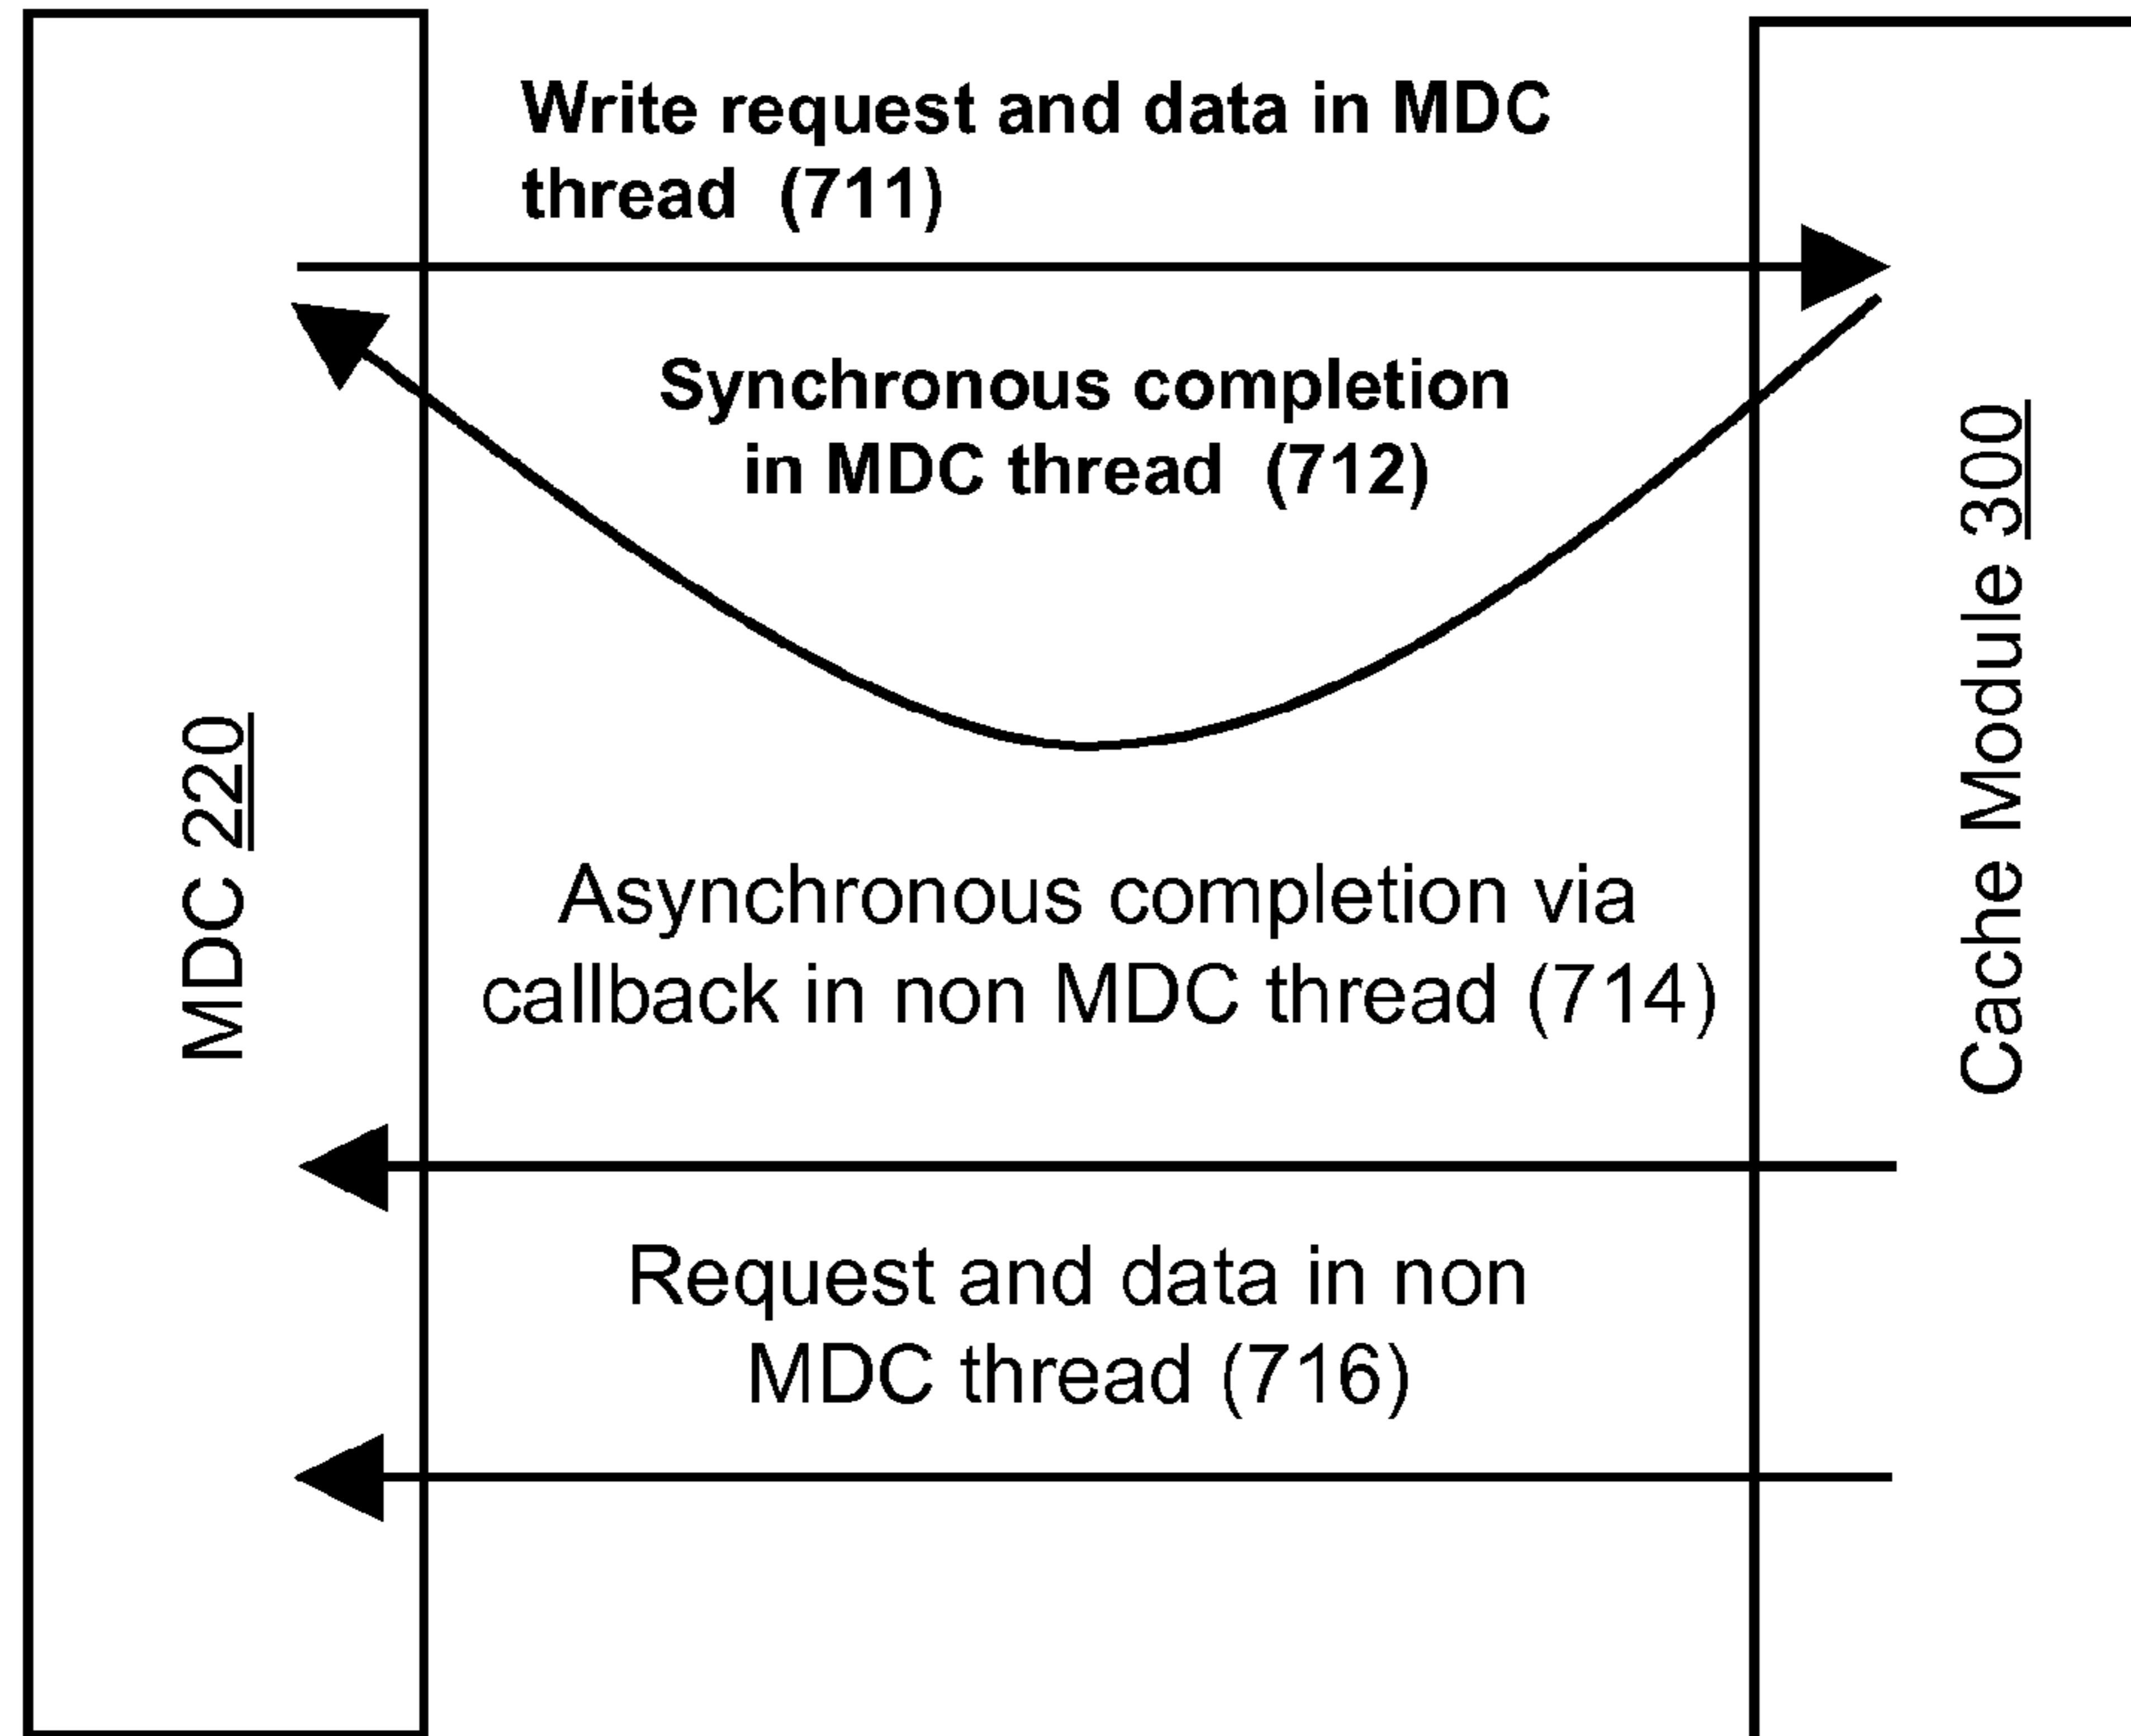 Write request and data in MDC
thread (711)
Synchronous completion
in MDC thread (712)
MDC 220
Cache Module 300
Asynchronous completion via
callback in non MDC thread (714)
Request and data in non
MDC thread (716)